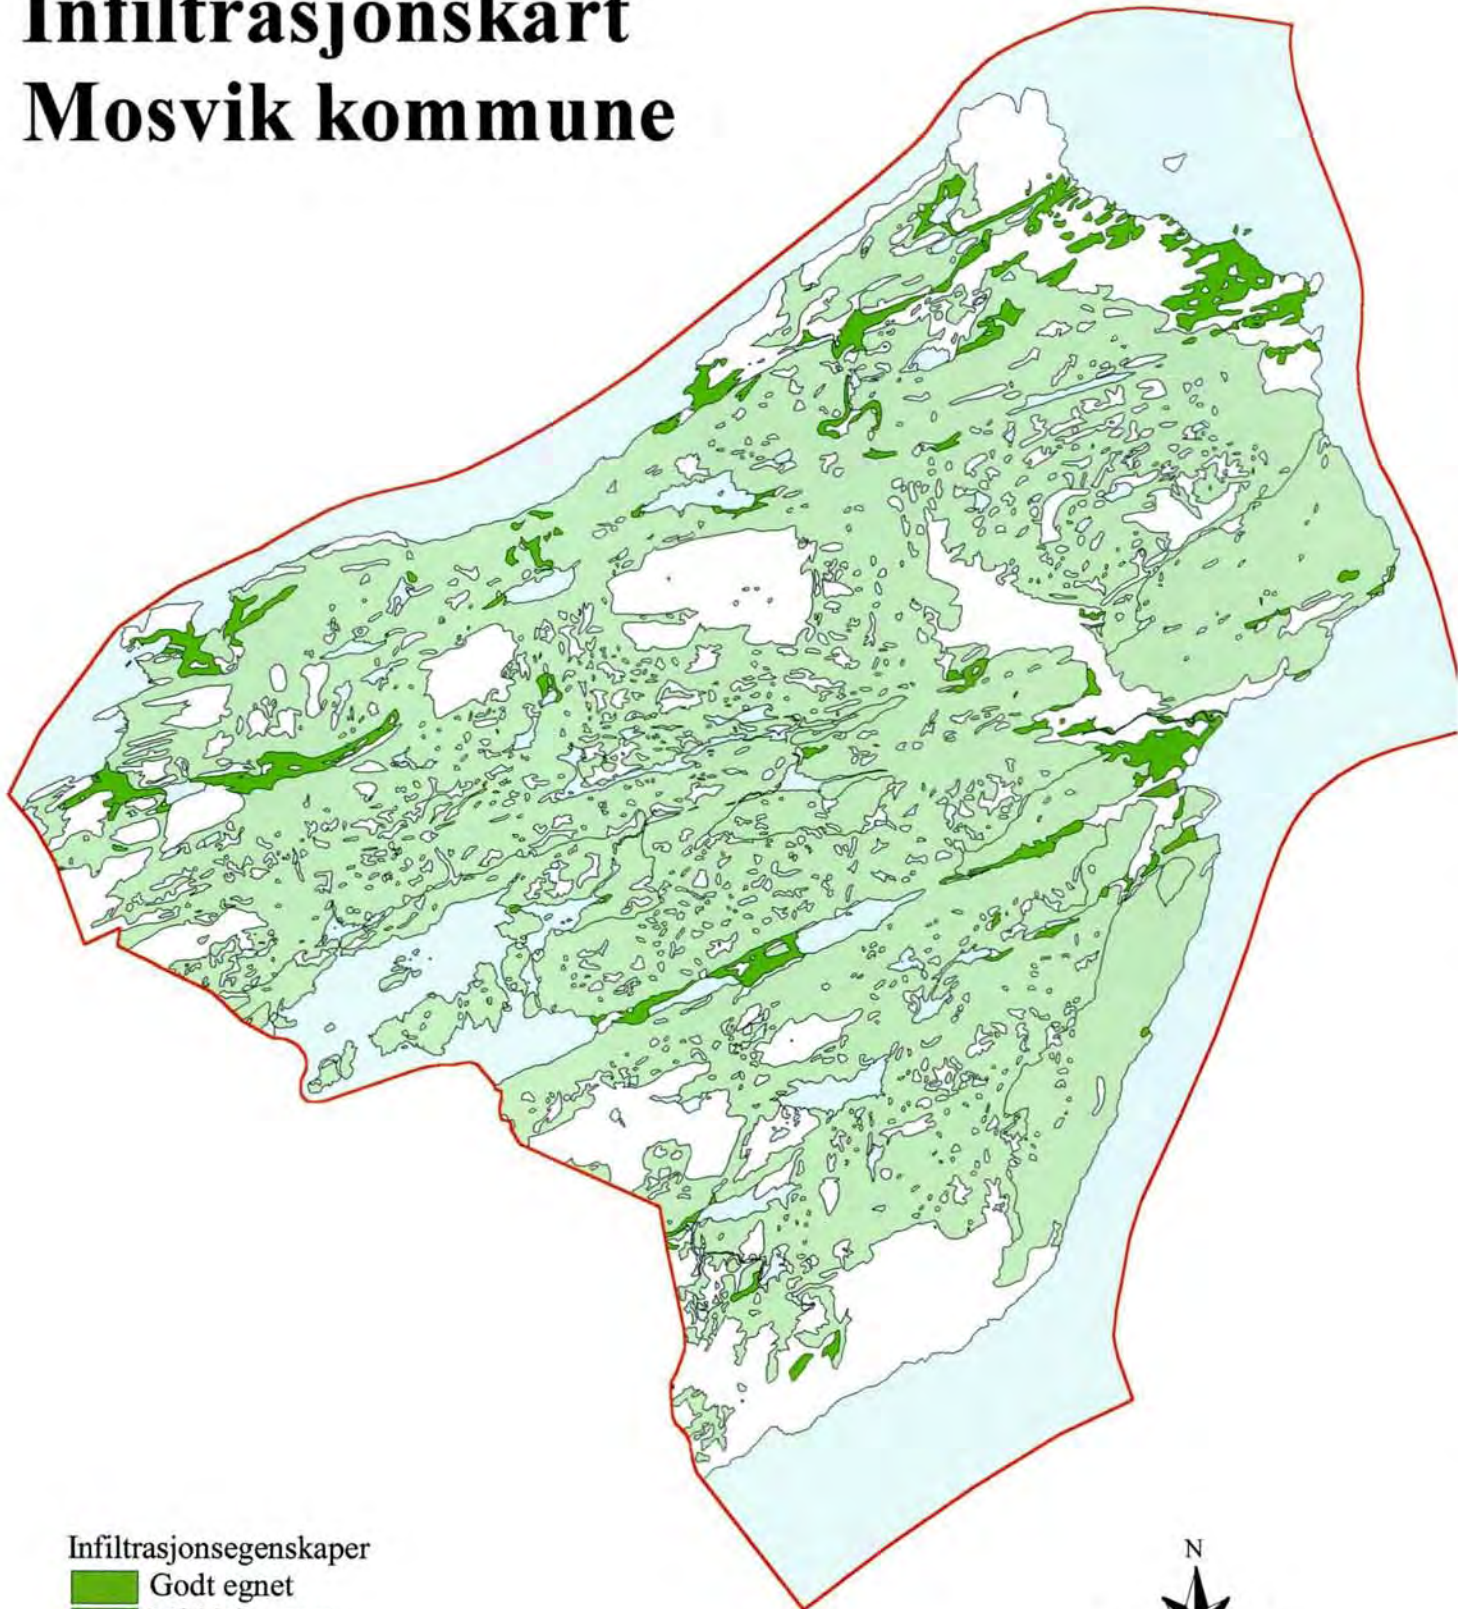 Infiltrasjonskart
Mosvik kommune
Infiltrasjonsegenskaper
Godt egnet
N